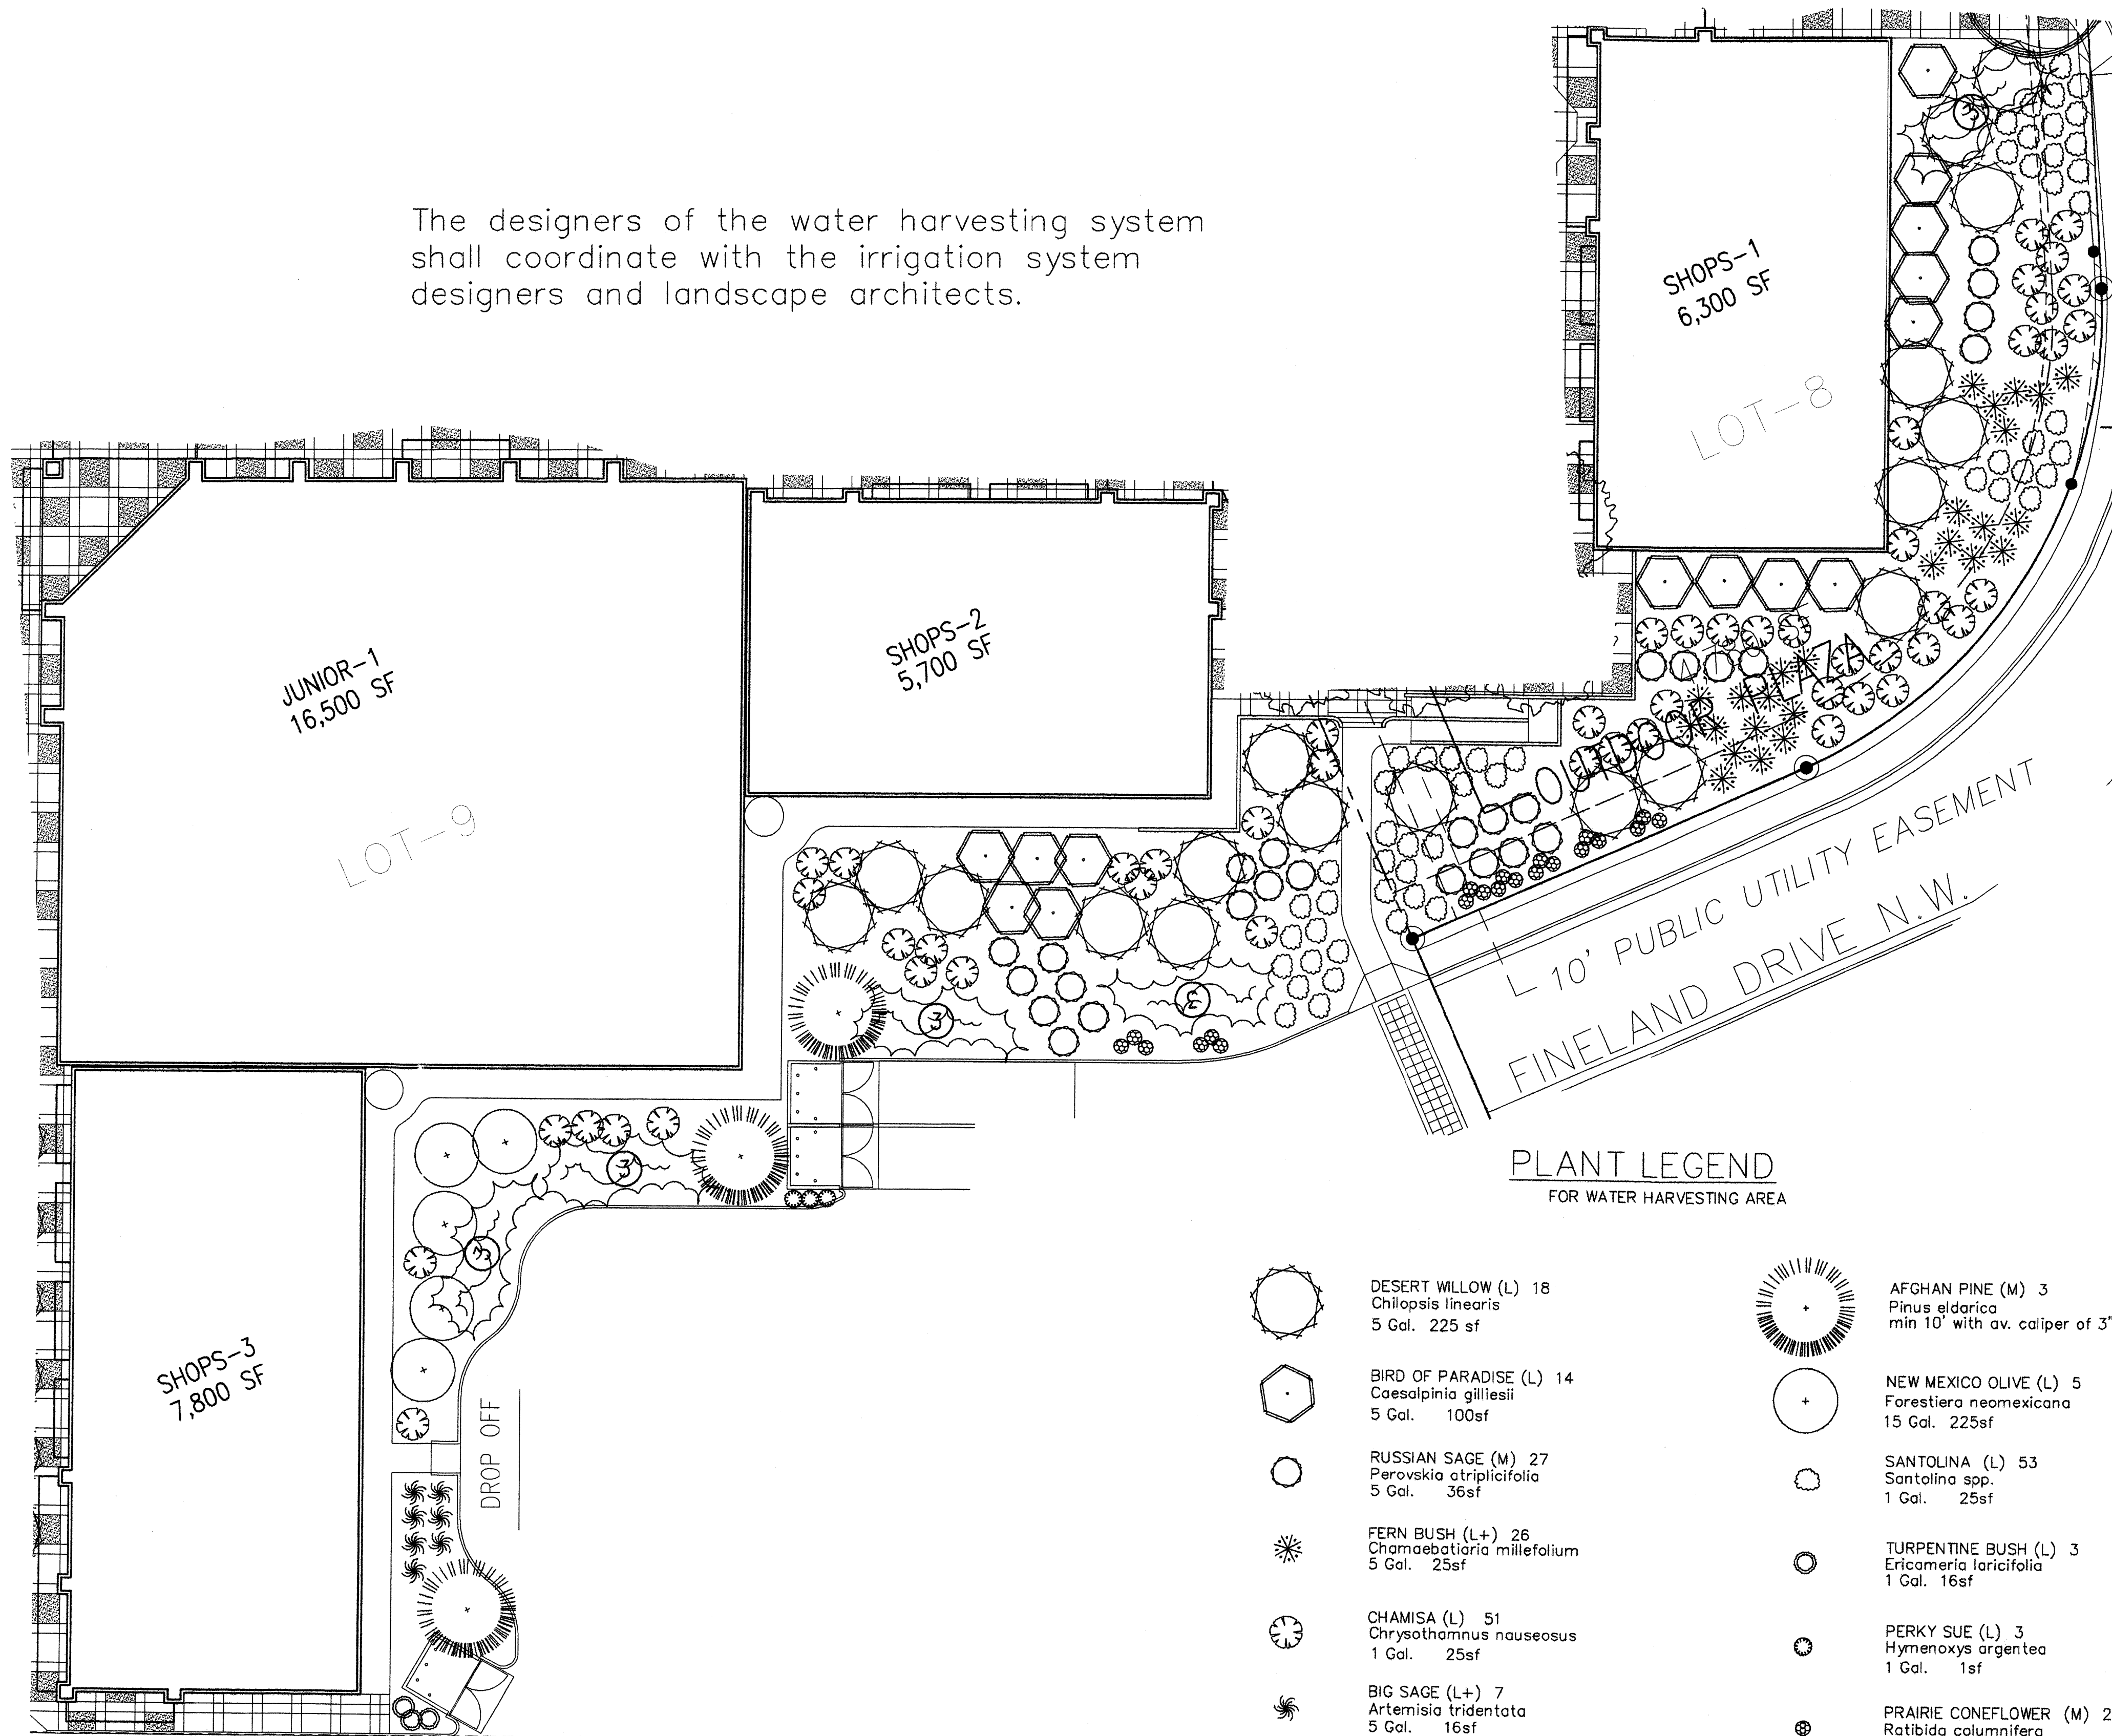 The designers of the water harvesting system
shall coordinate with the irrigation system
designers and landscape architects.
SHOPS-1
6,300 SF
LOT-8
JUNIOR-1
16,500 SF
SHOPS-2
5,700 SF
LOT-9
OUTDOOR PLAZA
10' PUBLIC UTILITY EASEMENT
FINELAND DRIVE N.W.
3
3
3
3
3
SHOPS-3
7,800 SF
DROP OFF
PLANT LEGEND
FOR WATER HARVESTING AREA
DESERT WILLOW (L) 18
Chilopsis linearis
5 Gal. 225 sf
BIRD OF PARADISE (L) 14
Caesalpinia gilliesii
5 Gal. 100sf
RUSSIAN SAGE (M) 27
Perovskia atriplicifolia
5 Gal. 36sf
FERN BUSH (L+) 26
Chamaebatiaria millefolium
5 Gal. 25sf
CHAMISA (L) 51
Chrysothamnus nauseosus
1 Gal. 25sf
BIG SAGE (L+) 7
Artemisia tridentata
5 Gal. 16sf
AFGHAN PINE (M) 3
Pinus eldarica
min 10' with av. caliper of 3"
NEW MEXICO OLIVE (L) 5
Forestiera neomexicana
15 Gal. 225sf
SANTOLINA (L) 53
Santolina spp.
1 Gal. 25sf
TURPENTINE BUSH (L) 3
Ericameria laricifolia
1 Gal. 16sf
PERKY SUE (L) 3
Hymenoxys argentea
1 Gal. 1sf
PRAIRIE CONEFLOWER (M) 2
Ratibida columnifera